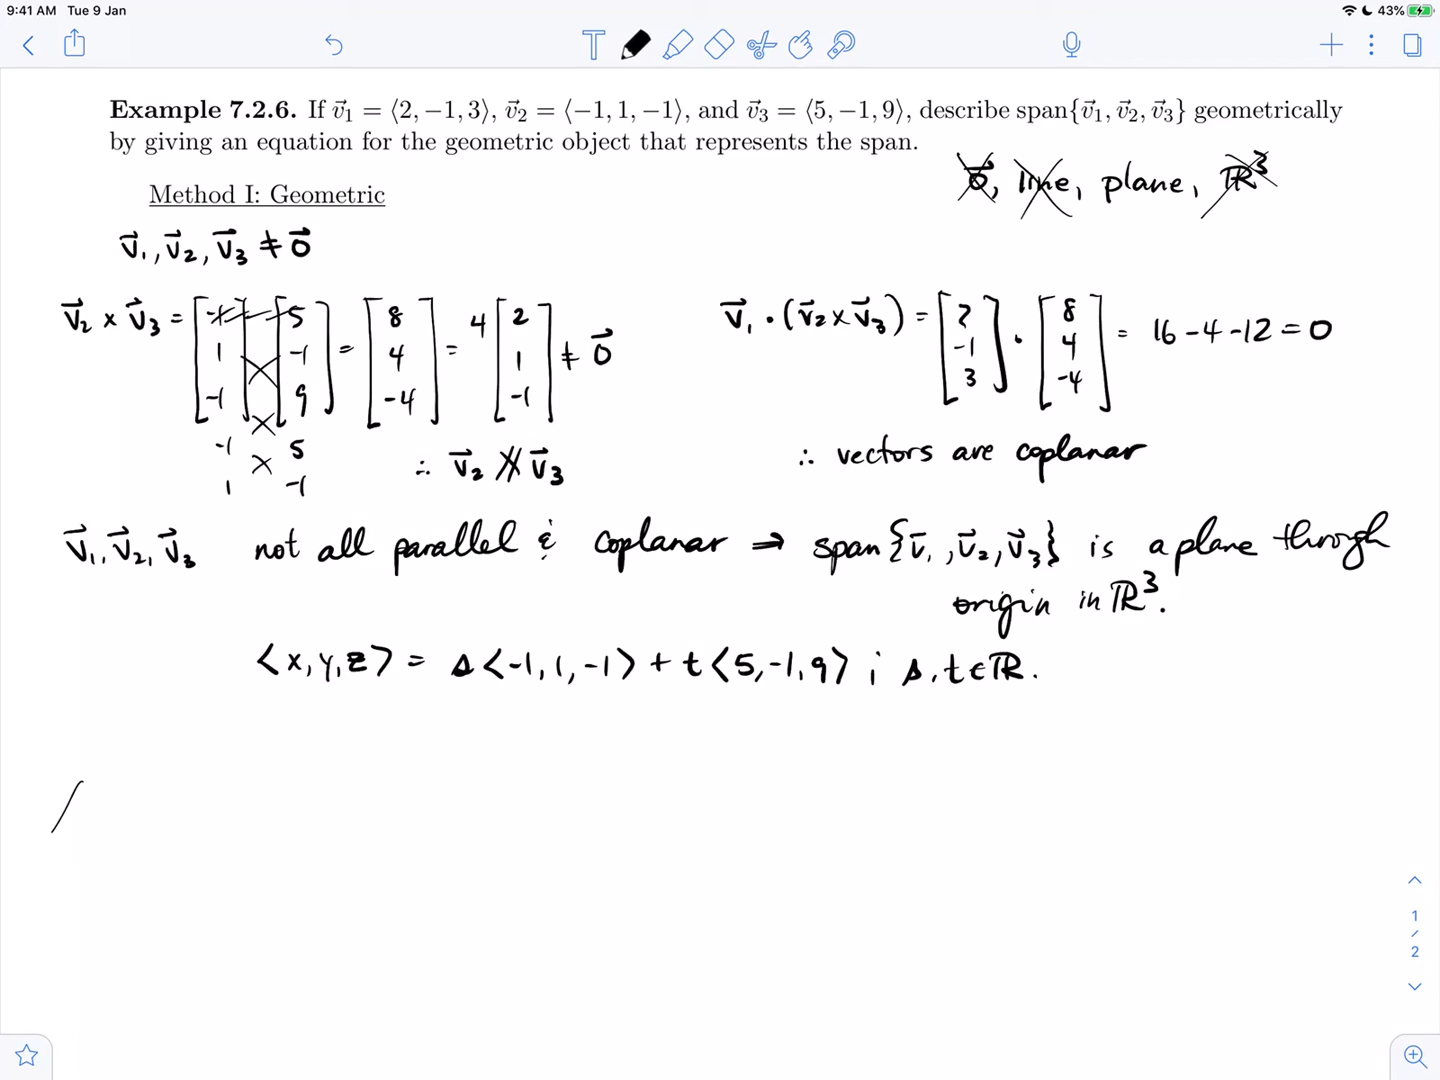 9:41 AM Tue 9 Jan 43%
Example 7.2.6. If v⃗₁ = ⟨2, −1, 3⟩, v⃗₂ = ⟨−1, 1, −1⟩, and v⃗₃ = ⟨5, −1, 9⟩, describe span{v⃗₁, v⃗₂, v⃗₃} geometrically
by giving an equation for the geometric object that represents the span.
0⃗, line, plane, ℝ³
Method I: Geometric
v⃗₁, v⃗₂, v⃗₃ ≠ 0⃗
v⃗₂ × v⃗₃ = [-1 1 -1] [5 -1 9] = [8 4 -4] = 4 [2 1 -1] ≠ 0⃗
-1 5
1 -1
∴ v⃗₂ ∦ v⃗₃
v⃗₁ · (v⃗₂ × v⃗₃) = [2 -1 3] · [8 4 -4] = 16 - 4 - 12 = 0
∴ vectors are coplanar
v⃗₁, v⃗₂, v⃗₃ not all parallel & coplanar ⇒ span{v⃗₁, v⃗₂, v⃗₃} is a plane through
origin in ℝ³.
⟨x, y, z⟩ = s⟨-1, 1, -1⟩ + t⟨5, -1, 9⟩ ; s, t ∈ ℝ.
1
/
2